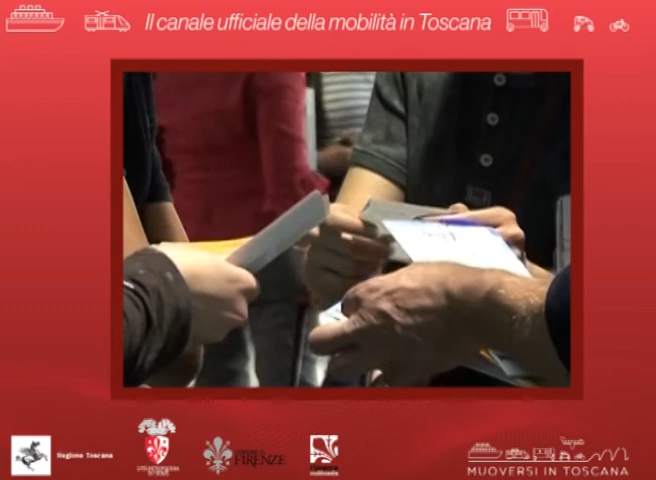 Il canale ufficiale della mobilità in Toscana
Regione Toscana
FIRENZE
MUOVERSI IN TOSCANA